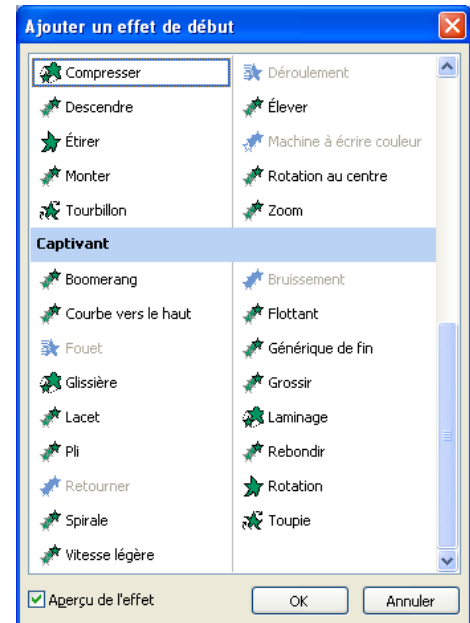 Ajouter un effet de début
Compresser
Déroulement
Descendre
Élever
Étirer
Machine à écrire couleur
Monter
Rotation au centre
Tourbillon
Zoom
Captivant
Boomerang
Bruissement
Courbe vers le haut
Flottant
Fouet
Générique de fin
Glissière
Grossir
Lacet
Laminage
Pli
Rebondir
Retourner
Rotation
Spirale
Toupie
Vitesse légère
Aperçu de l'effet
OK
Annuler